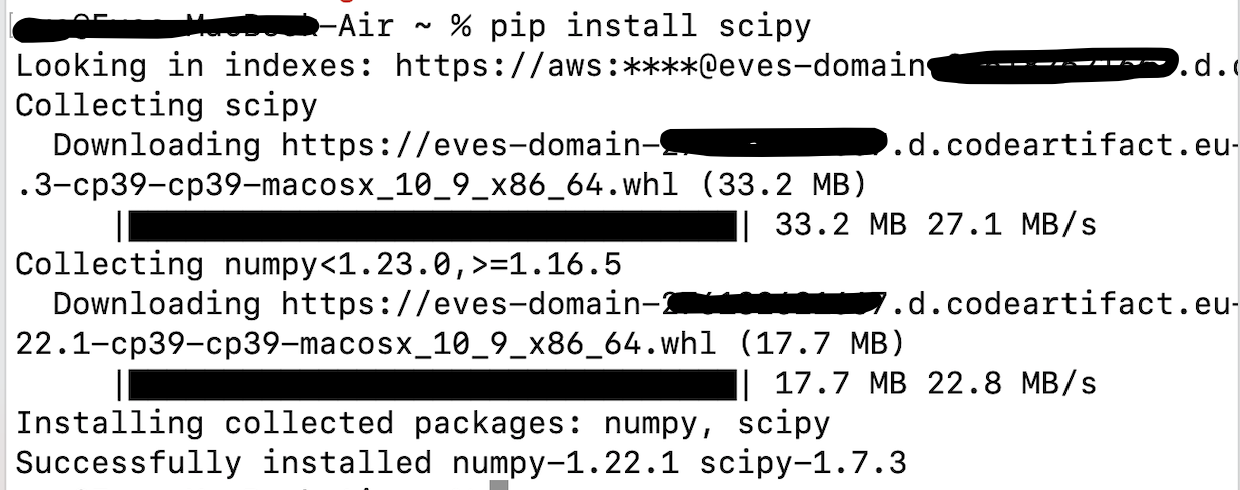 -Air ~ % pip install scipy
Looking in indexes: https://aws:****@eves-domain .d.
Collecting scipy
Downloading https://eves-domain- .d.codeartifact.eu-
.3-cp39-cp39-macosx_10_9_x86_64.whl (33.2 MB)
| | 33.2 MB 27.1 MB/s
Collecting numpy<1.23.0,>=1.16.5
Downloading https://eves-domain- .d.codeartifact.eu-
22.1-cp39-cp39-macosx_10_9_x86_64.whl (17.7 MB)
| | 17.7 MB 22.8 MB/s
Installing collected packages: numpy, scipy
Successfully installed numpy-1.22.1 scipy-1.7.3